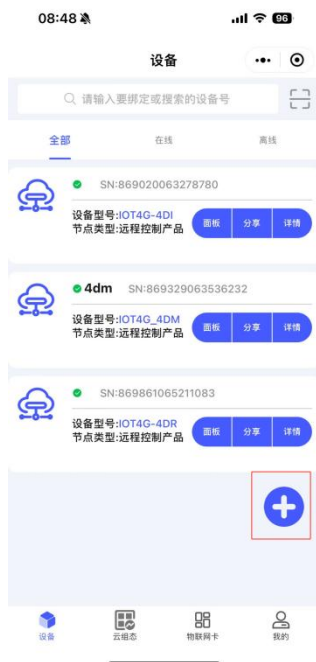 08:48
96
设备
请输入要绑定或搜索的设备号
全部 在线 离线
SN:869020063278780
设备型号:IOT4G-4DI
节点类型:远程控制产品
面板 分享 详情
4dm SN:869329063536232
设备型号:IOT4G_4DM
节点类型:远程控制产品
面板 分享 详情
SN:869861065211083
设备型号:IOT4G-4DR
节点类型:远程控制产品
面板 分享 详情
设备 云组态 物联网卡 我的